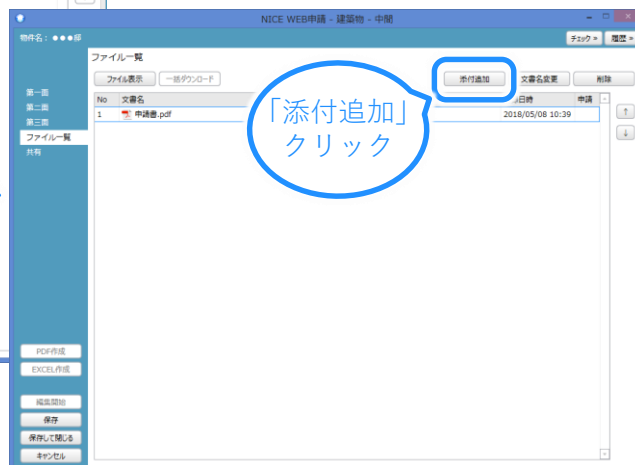 NICE WEB申請 - 建築物 - 中間
物件名：●●●邸
チェック »
履歴 »
ファイル一覧
ファイル表示
一括ダウンロード
添付追加
文書名変更
削除
第一面
第二面
第三面
ファイル一覧
共有
No 文書名 日時 申請
1 申請書.pdf 2018/05/08 10:39
「添付追加」
クリック
PDF作成
EXCEL作成
編集開始
保存
保存して閉じる
キャンセル